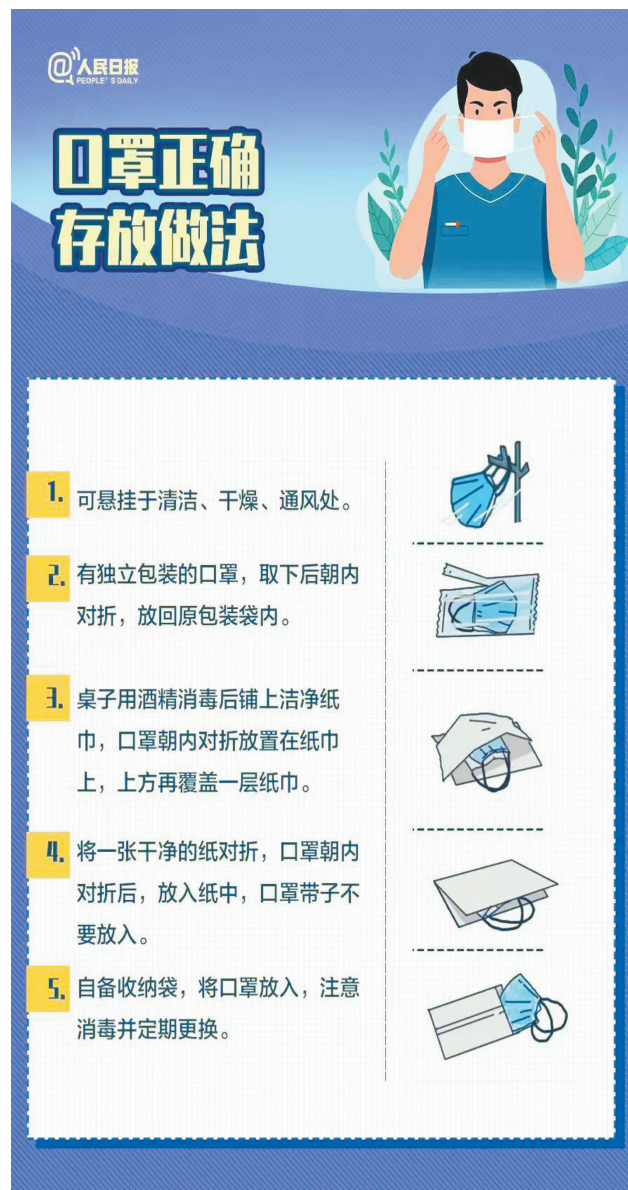 @人民日报
PEOPLE'S DAILY
口罩正确
存放做法
1. 可悬挂于清洁、干燥、通风处。
2. 有独立包装的口罩，取下后朝内
对折，放回原包装袋内。
3. 桌子用酒精消毒后铺上洁净纸
巾，口罩朝内对折放置在纸巾
上，上方再覆盖一层纸巾。
4. 将一张干净的纸对折，口罩朝内
对折后，放入纸中，口罩带子不
要放入。
5. 自备收纳袋，将口罩放入，注意
消毒并定期更换。